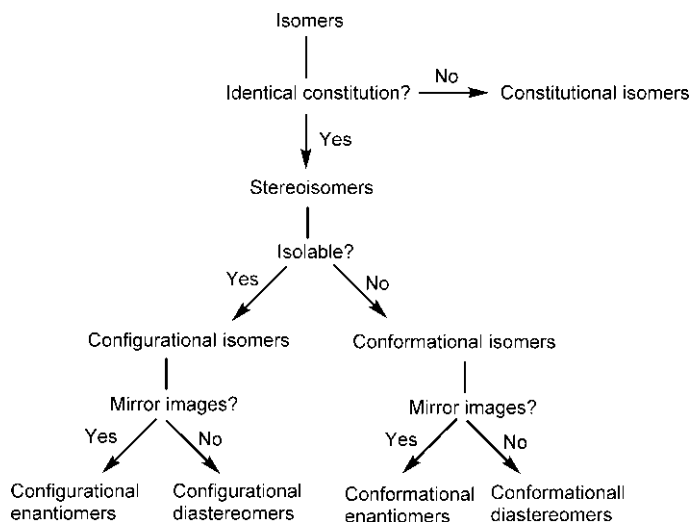 Isomers
Identical constitution?
No
Constitutional isomers
Yes
Stereoisomers
Isolable?
Yes
No
Configurational isomers
Conformational isomers
Mirror images?
Mirror images?
Yes
No
Yes
No
Configurational
enantiomers
Configurational
diastereomers
Conformational
enantiomers
Conformationall
diastereomers